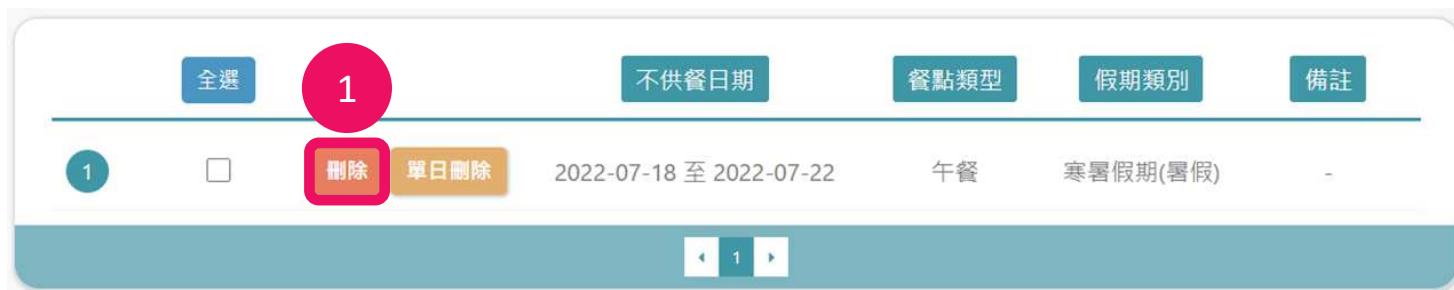 全選 1 不供餐日期 餐點類型 假期類別 備註
1 刪除 單日刪除 2022-07-18 至 2022-07-22 午餐 寒暑假期(暑假) -
1